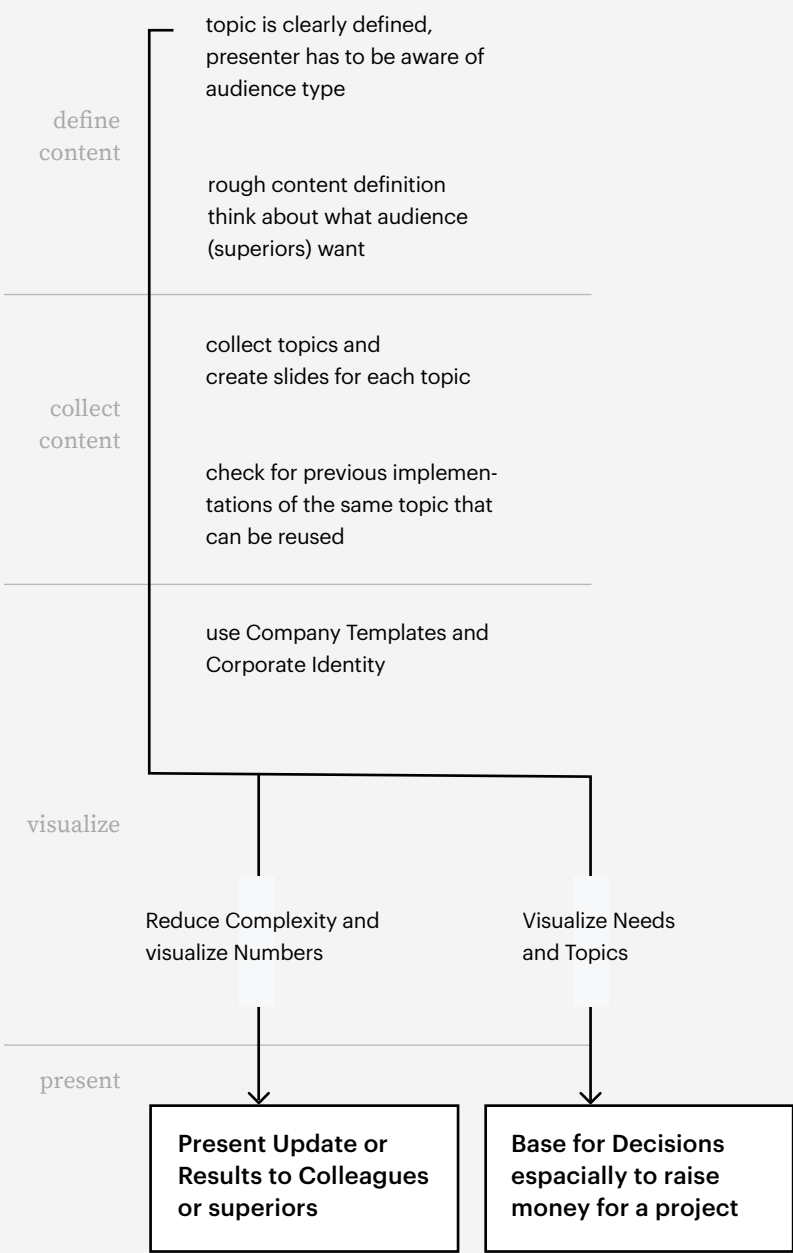 topic is clearly defined,
presenter has to be aware of
audience type
define
content
rough content definition
think about what audience
(superiors) want
collect topics and
create slides for each topic
collect
content
check for previous implemen-
tations of the same topic that
can be reused
use Company Templates and
Corporate Identity
visualize
Reduce Complexity and
visualize Numbers
Visualize Needs
and Topics
present
Present Update or
Results to Colleagues
or superiors
Base for Decisions
espacially to raise
money for a project